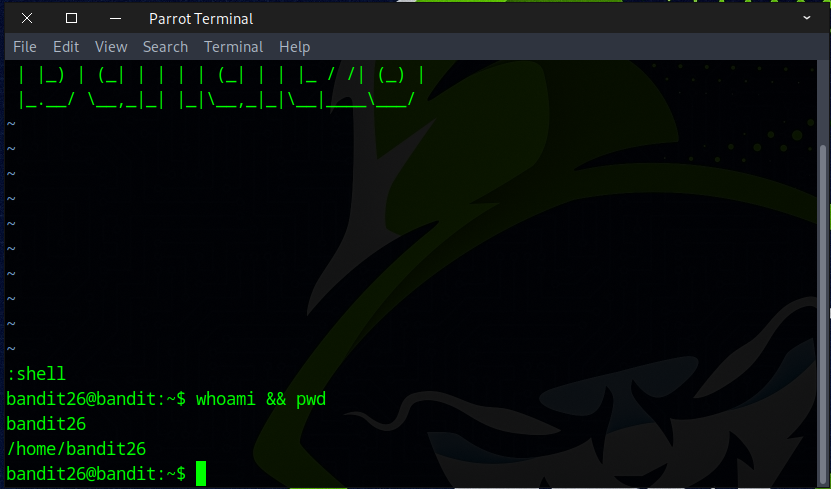 Parrot Terminal
File Edit View Search Terminal Help
 | |_) | (_| | | | | (_| | | |_ / /| (_) |
 |_.__/ \__,_|_| |_|\__,_|_|\__|____\___/
~
~
~
~
~
~
~
~
~
~
:shell
bandit26@bandit:~$ whoami && pwd
bandit26
/home/bandit26
bandit26@bandit:~$